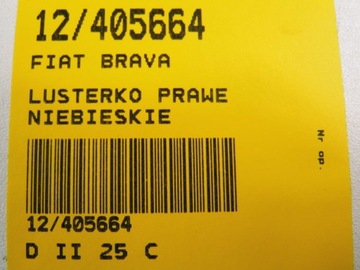 12/405664
FIAT BRAVA
LUSTERKO PRAWE
NIEBIESKIE
Nr op.
12/405664
D II 25 C